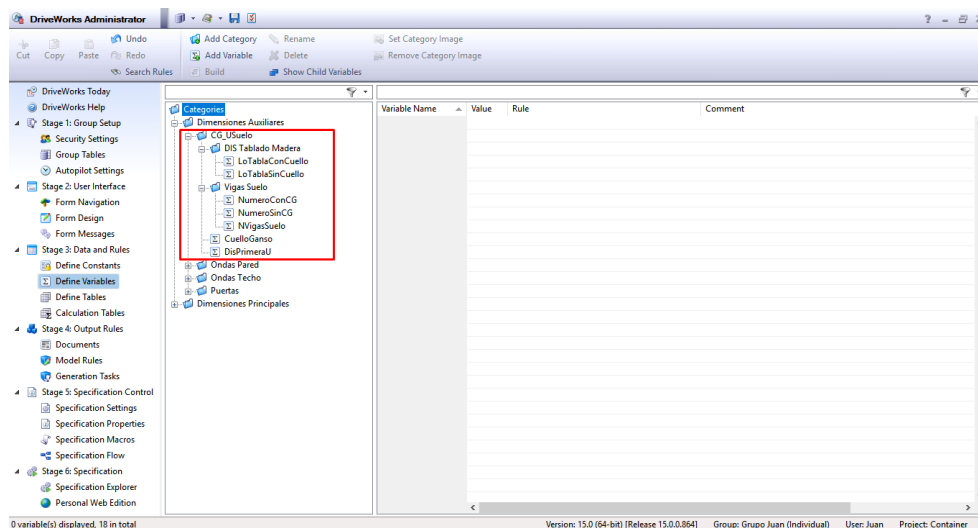 DriveWorks Administrator
Undo
Add Category
Rename
Set Category Image
Cut Copy Paste
Redo
Add Variable
Delete
Remove Category Image
Search Rules
Build
Show Child Variables
DriveWorks Today
DriveWorks Help
Stage 1: Group Setup
Security Settings
Group Tables
Autopilot Settings
Stage 2: User Interface
Form Navigation
Form Design
Form Messages
Stage 3: Data and Rules
Define Constants
Define Variables
Define Tables
Calculation Tables
Stage 4: Output Rules
Documents
Model Rules
Generation Tasks
Stage 5: Specification Control
Specification Settings
Specification Properties
Specification Macros
Specification Flow
Stage 6: Specification
Specification Explorer
Personal Web Edition
Categories
Dimensiones Auxiliares
CG_USuelo
DIS Tablado Madera
LoTablaConCuello
LoTablaSinCuello
Vigas Suelo
NumeroConCG
NumeroSinCG
NVigasSuelo
CuelloGanso
DisPrimeraU
Ondas Pared
Ondas Techo
Puertas
Dimensiones Principales
Variable Name Value Rule Comment
0 variable(s) displayed, 18 in total
Version: 15.0 (64-bit) [Release 15.0.0.864] Group: Grupo Juan (Individual) User: Juan Project: Container